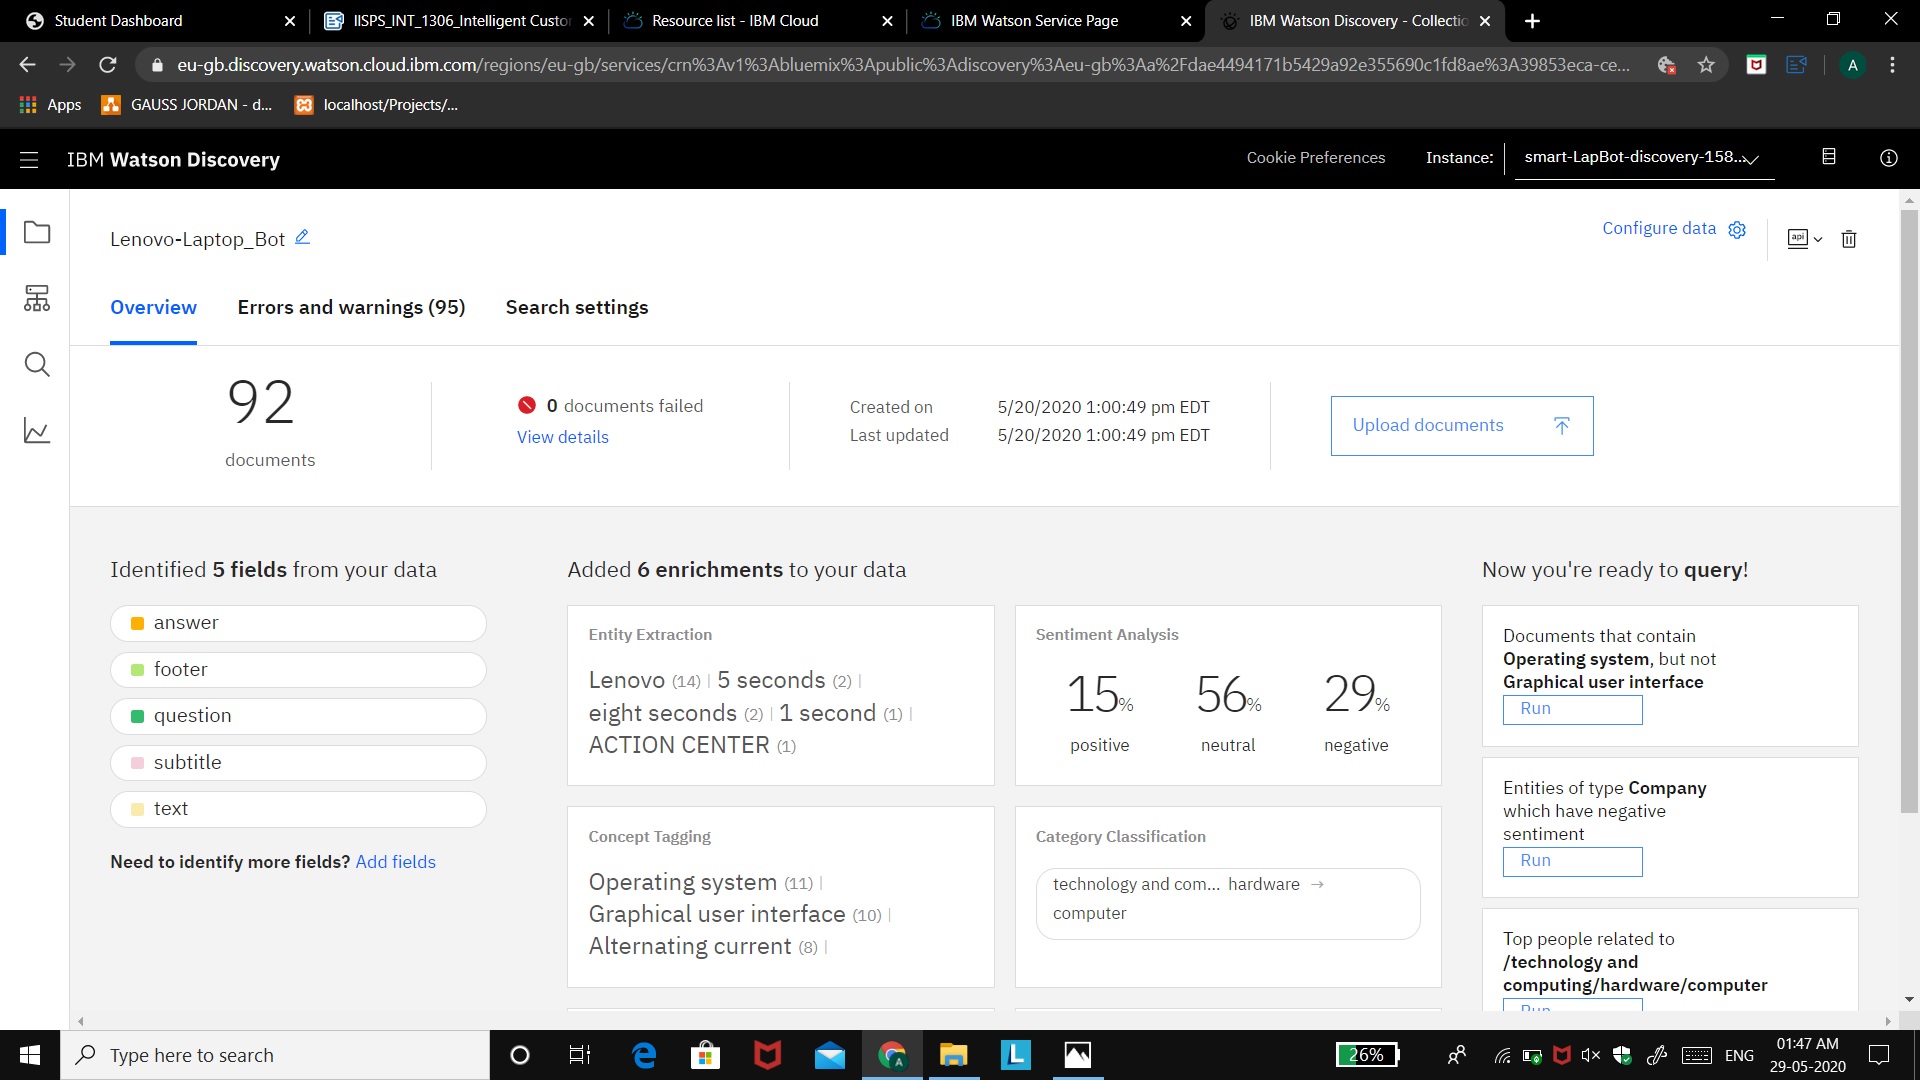 Student Dashboard
IISPS_INT_1306_Intelligent Custo
Resource list - IBM Cloud
IBM Watson Service Page
IBM Watson Discovery - Collectio
eu-gb.discovery.watson.cloud.ibm.com/regions/eu-gb/services/crn%3Av1%3Abluemix%3Apublic%3Adiscovery%3Aeu-gb%3Aa%2Fdae4494171b5429a92e355690c1fd8ae%3A39853eca-ce...
A
Apps
GAUSS JORDAN - d...
localhost/Projects/...
IBM Watson Discovery
Cookie Preferences
Instance:
smart-LapBot-discovery-158...
Lenovo-Laptop_Bot
Configure data
api
Overview
Errors and warnings (95)
Search settings
92
documents
0 documents failed
View details
Created on 5/20/2020 1:00:49 pm EDT
Last updated 5/20/2020 1:00:49 pm EDT
Upload documents
Identified 5 fields from your data
answer
footer
question
subtitle
text
Need to identify more fields? Add fields
Added 6 enrichments to your data
Entity Extraction
Lenovo (14) | 5 seconds (2) |
eight seconds (2) | 1 second (1) |
ACTION CENTER (1)
Sentiment Analysis
15% 56% 29%
positive neutral negative
Concept Tagging
Operating system (11) |
Graphical user interface (10) |
Alternating current (8) |
Category Classification
technology and com... hardware →
computer
Now you're ready to query!
Documents that contain
Operating system, but not
Graphical user interface
Run
Entities of type Company
which have negative
sentiment
Run
Top people related to
/technology and
computing/hardware/computer
Run
Type here to search
L
26%
ENG
01:47 AM
29-05-2020